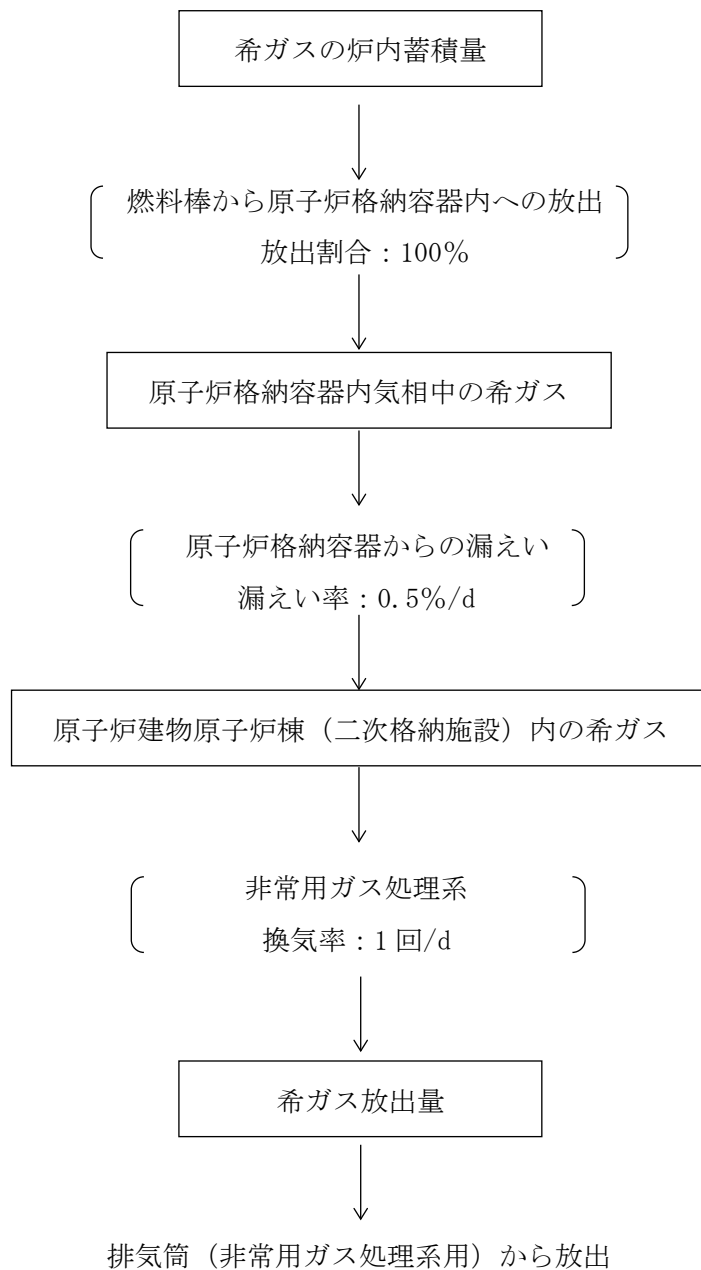 希ガスの炉内蓄積量
燃料棒から原子炉格納容器内への放出
放出割合：100%
原子炉格納容器内気相中の希ガス
原子炉格納容器からの漏えい
漏えい率：0.5%/d
原子炉建物原子炉棟（二次格納施設）内の希ガス
非常用ガス処理系
換気率：1 回/d
希ガス放出量
排気筒（非常用ガス処理系用）から放出